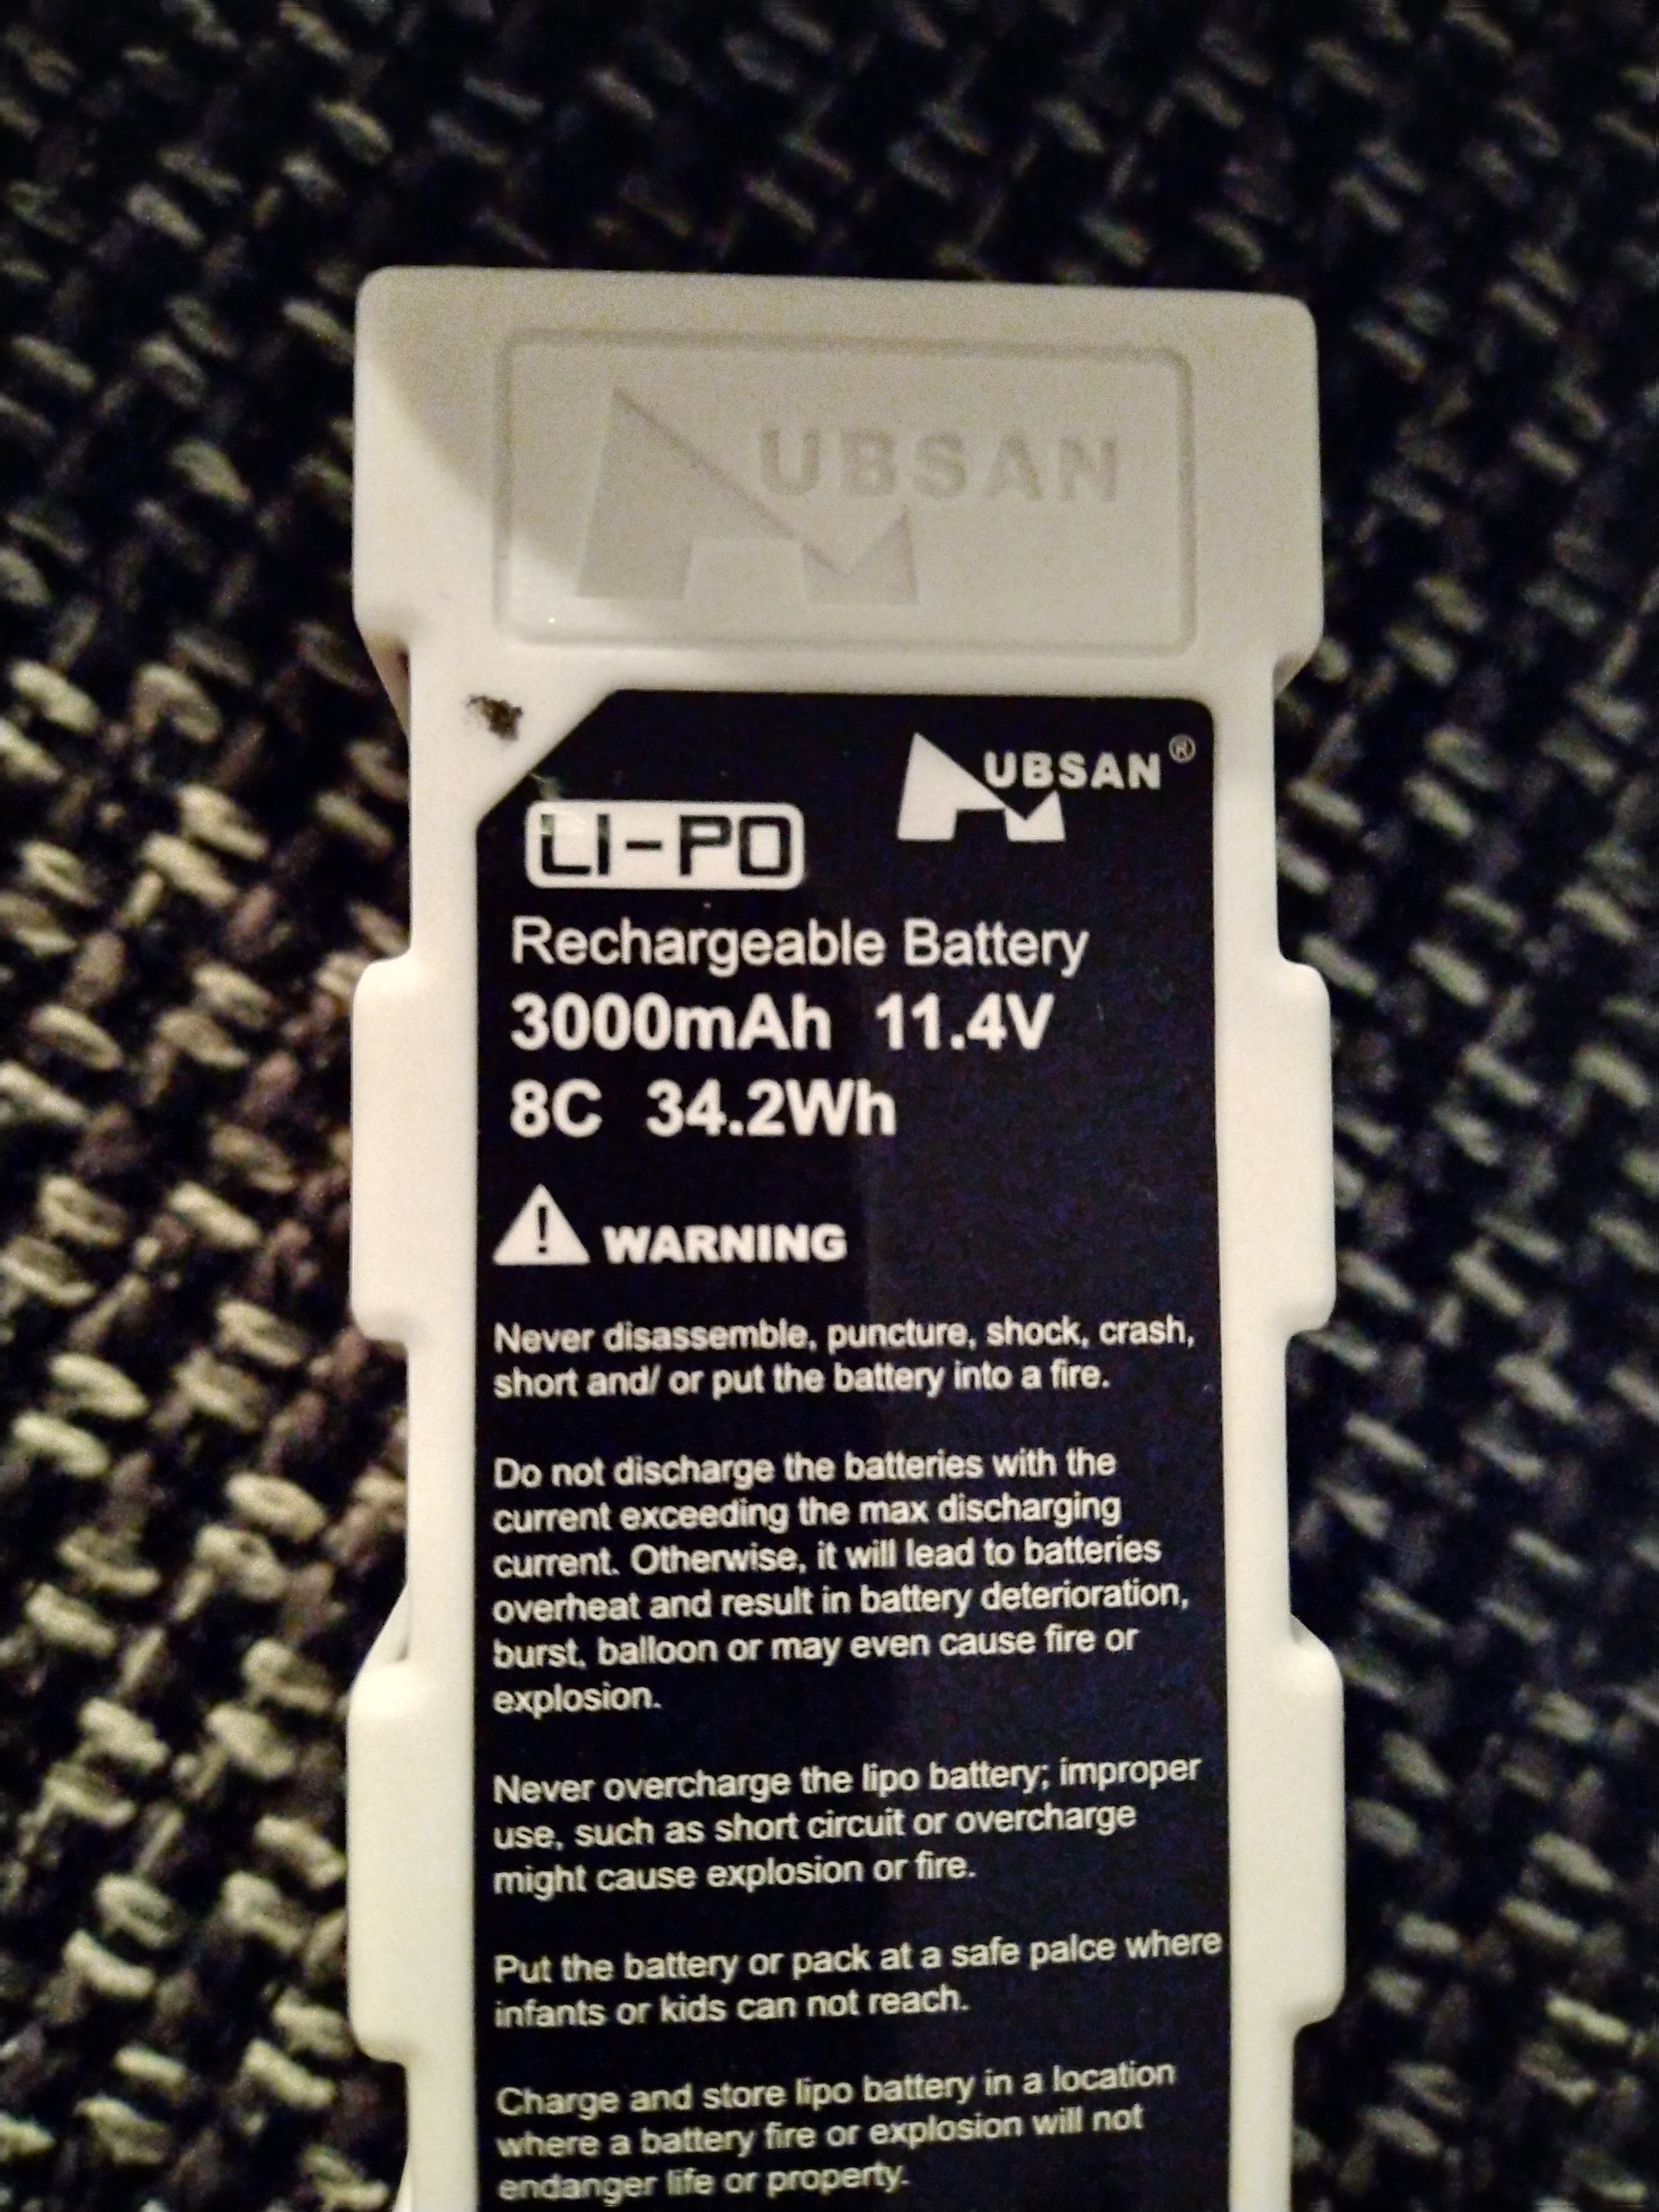 UBSAN
UBSAN®
LI-PO
Rechargeable Battery
3000mAh 11.4V
8C 34.2Wh
! WARNING
Never disassemble, puncture, shock, crash,
short and/ or put the battery into a fire.
Do not discharge the batteries with the
current exceeding the max discharging
current. Otherwise, it will lead to batteries
overheat and result in battery deterioration,
burst, balloon or may even cause fire or
explosion.
Never overcharge the lipo battery; improper
use, such as short circuit or overcharge
might cause explosion or fire.
Put the battery or pack at a safe palce where
infants or kids can not reach.
Charge and store lipo battery in a location
where a battery fire or explosion will not
endanger life or property.